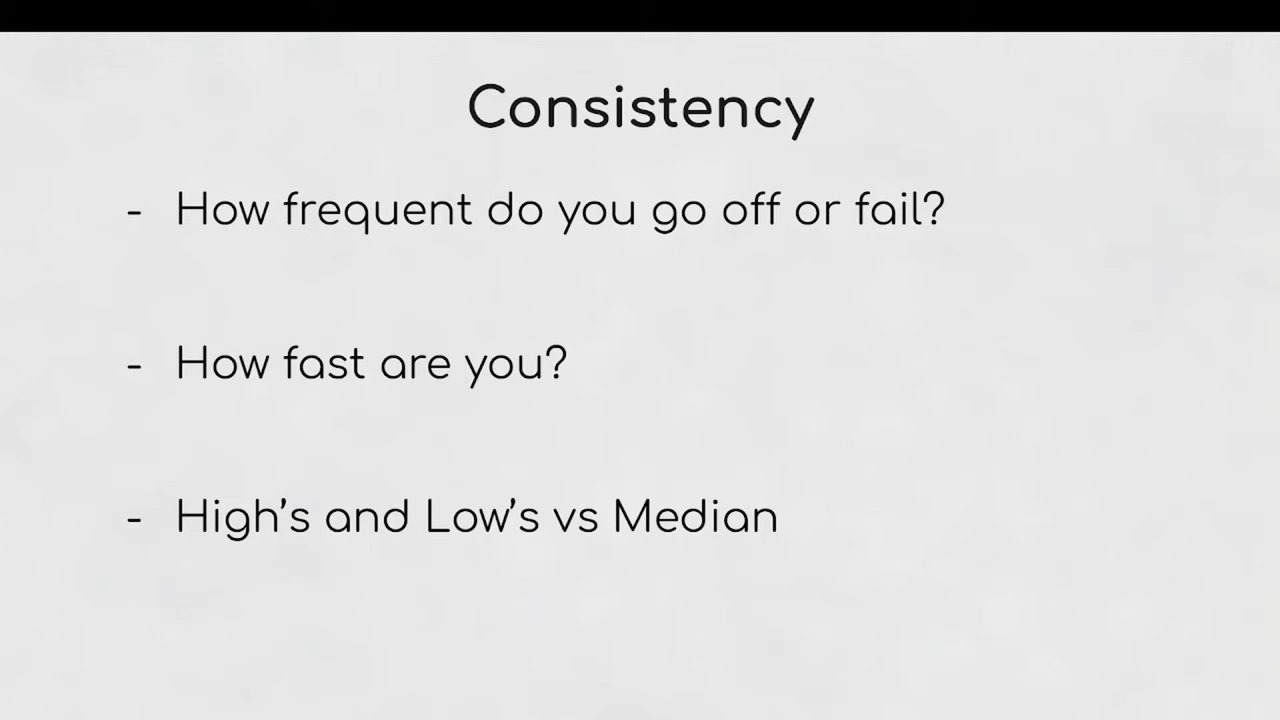 Consistency
- How frequent do you go off or fail?
- How fast are you?
- High’s and Low’s vs Median